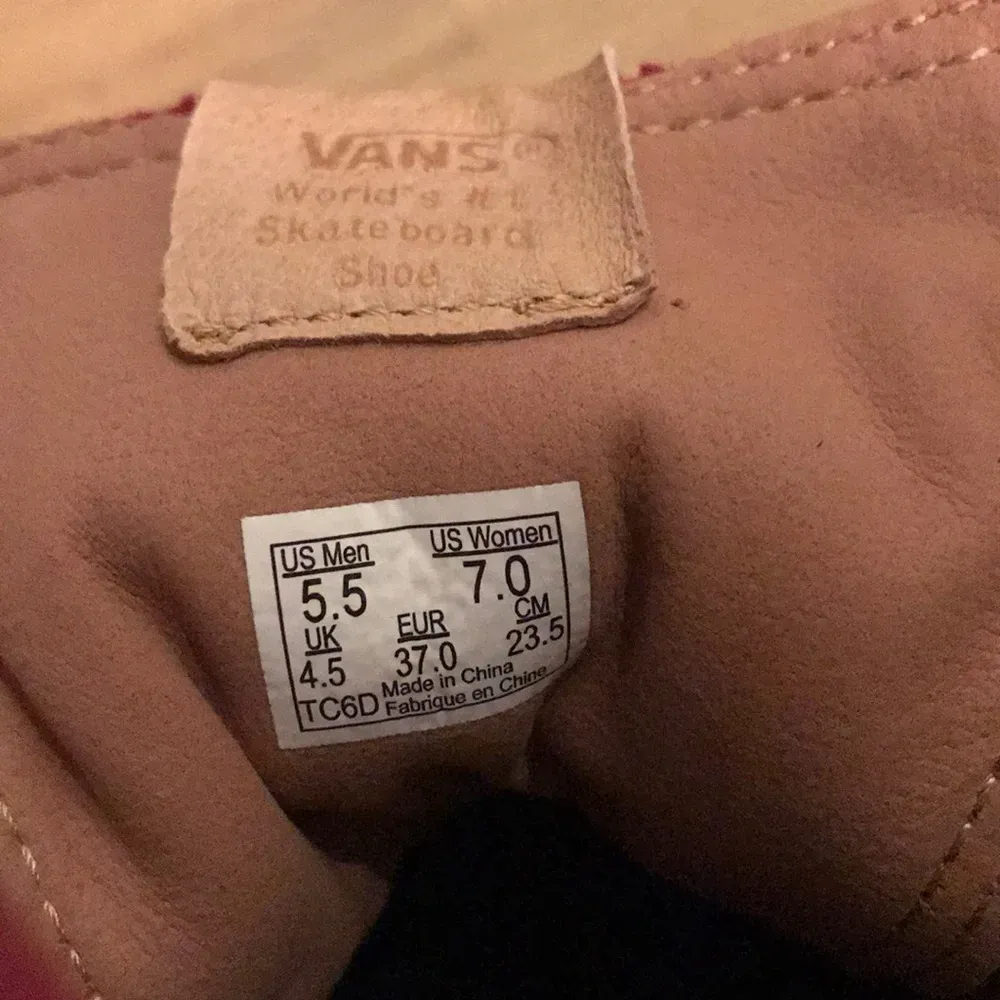 VANS®
World's #1
Skateboard
Shoe
US Men US Women
5.5 7.0
UK EUR CM
4.5 37.0 23.5
TC6D Made in China
Fabriqué en Chine